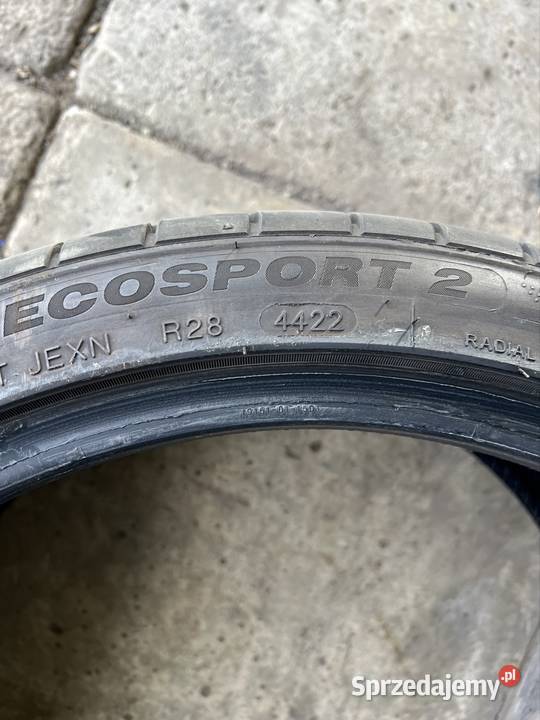 ECOSPORT 2
T JEXN R28 4422 RADIAL
Sprzedajemy.pl